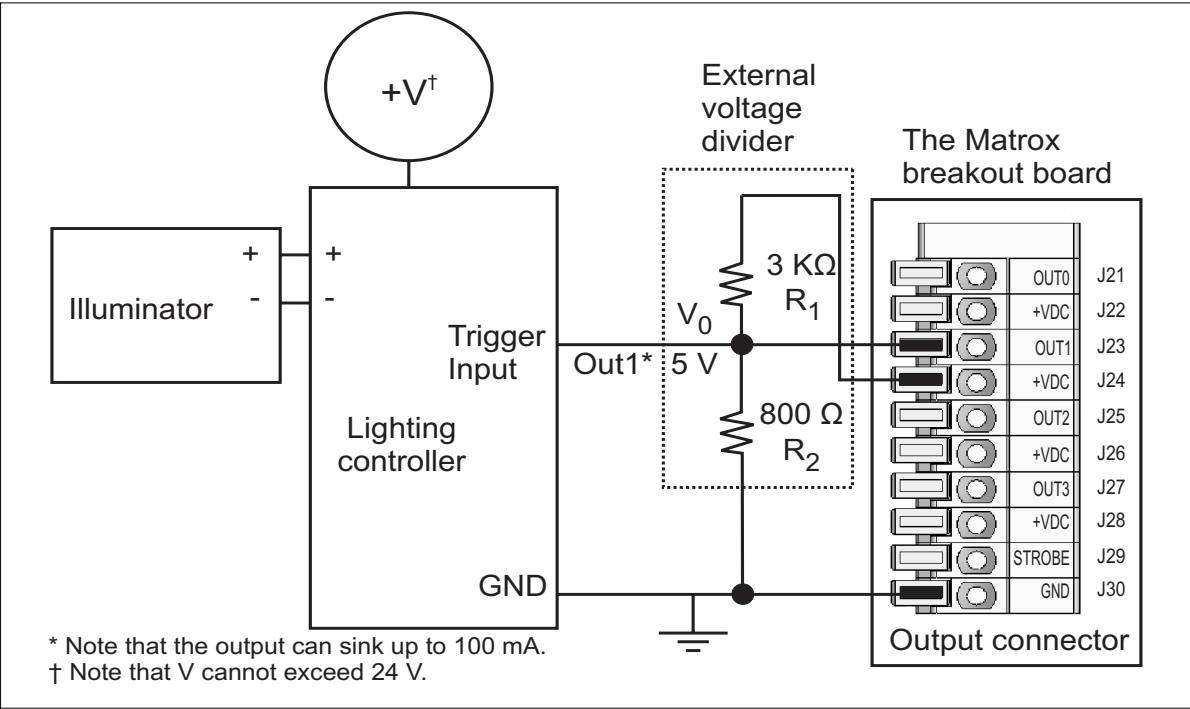 +V†
External
voltage
divider
The Matrox
breakout board
+ +
- -
Illuminator
3 KΩ
R1
V0
Trigger
Input
Out1* 5 V
800 Ω
R2
Lighting
controller
GND
OUT0 J21
+VDC J22
OUT1 J23
+VDC J24
OUT2 J25
+VDC J26
OUT3 J27
+VDC J28
STROBE J29
GND J30
Output connector
* Note that the output can sink up to 100 mA.
† Note that V cannot exceed 24 V.